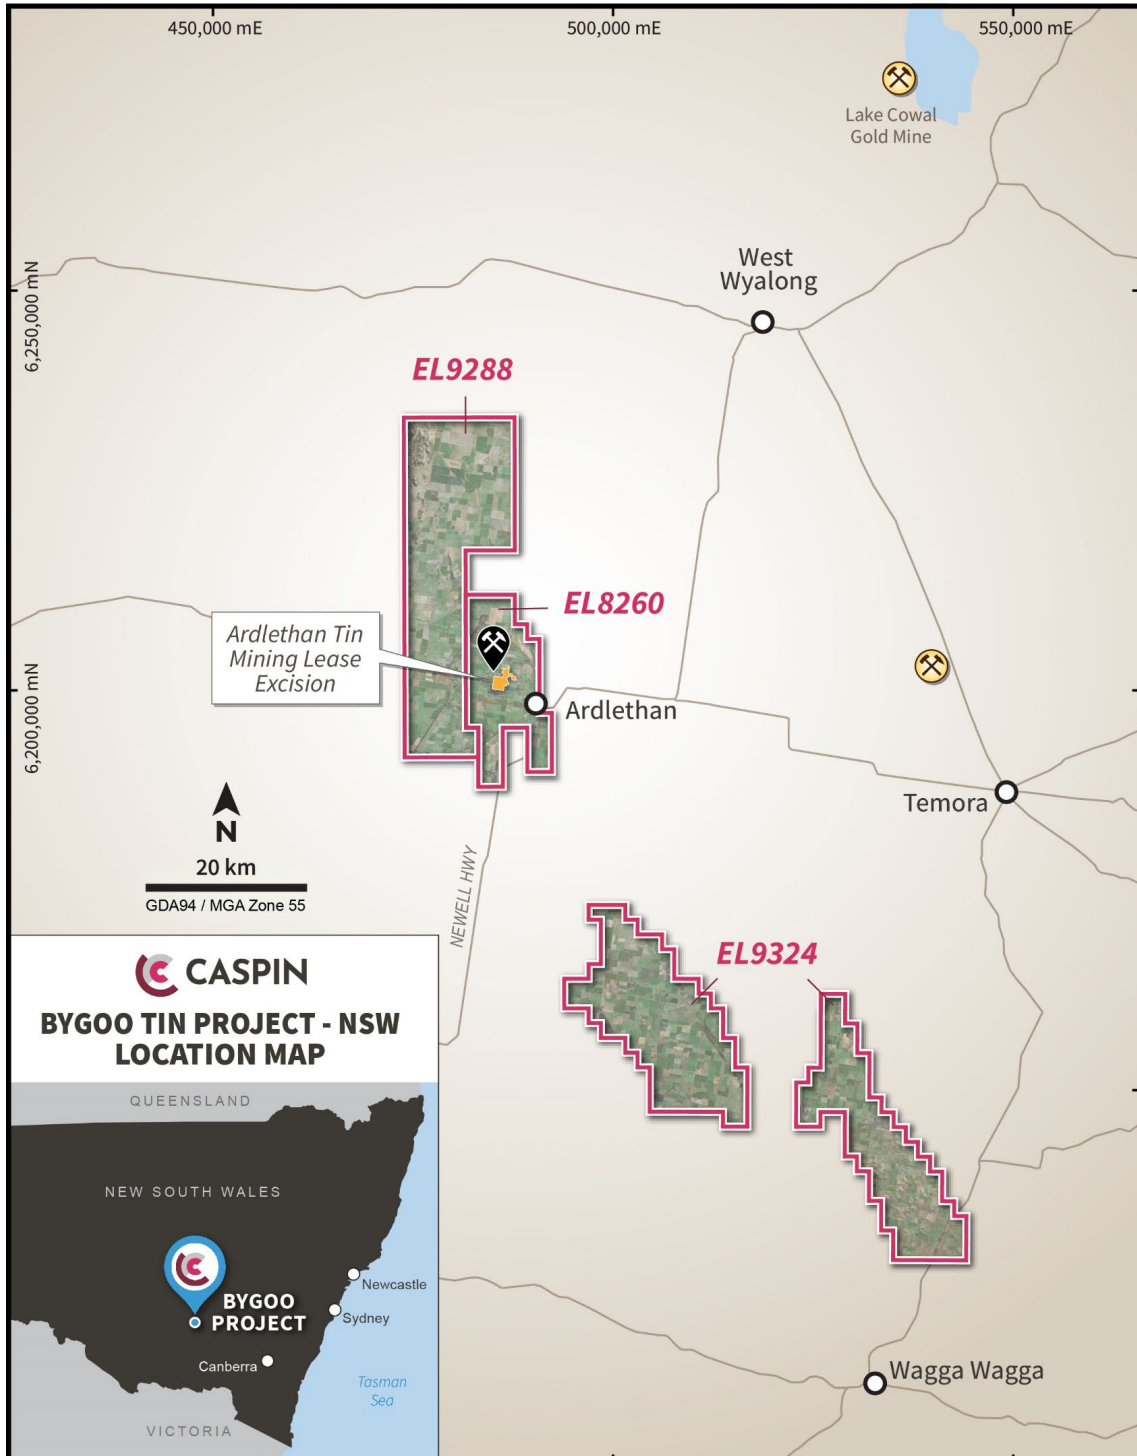 450,000 mE
500,000 mE
550,000 mE
Lake Cowal
Gold Mine
West
Wyalong
6,250,000 mN
EL9288
EL8260
Ardlethan Tin
Mining Lease
Excision
Ardlethan
6,200,000 mN
Temora
N
20 km
GDA94 / MGA Zone 55
NEWELL HWY
EL9324
CASPIN
BYGOO TIN PROJECT - NSW
LOCATION MAP
QUEENSLAND
NEW SOUTH WALES
BYGOO
PROJECT
Newcastle
Sydney
Canberra
Tasman
Sea
VICTORIA
Wagga Wagga